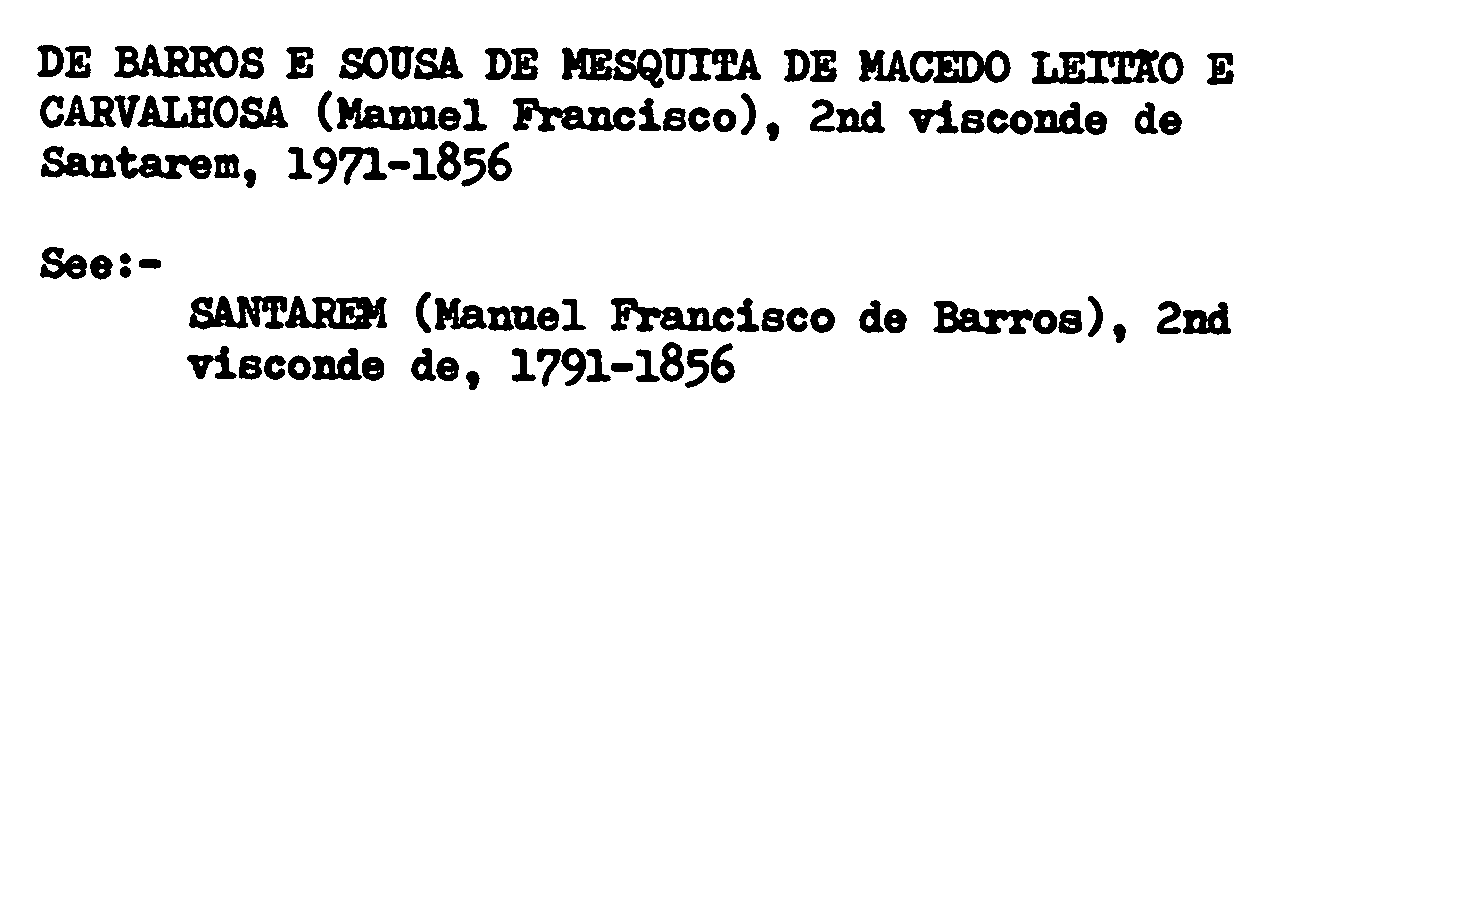 DE BARROS E SOUSA DE MESQUITA DE MACEDO LEITÃO E
CARVALHOSA (Manuel Francisco), 2nd visconde de
Santarem, 1971-1856
See:-
SANTAREM (Manuel Francisco de Barros), 2nd
visconde de, 1791-1856